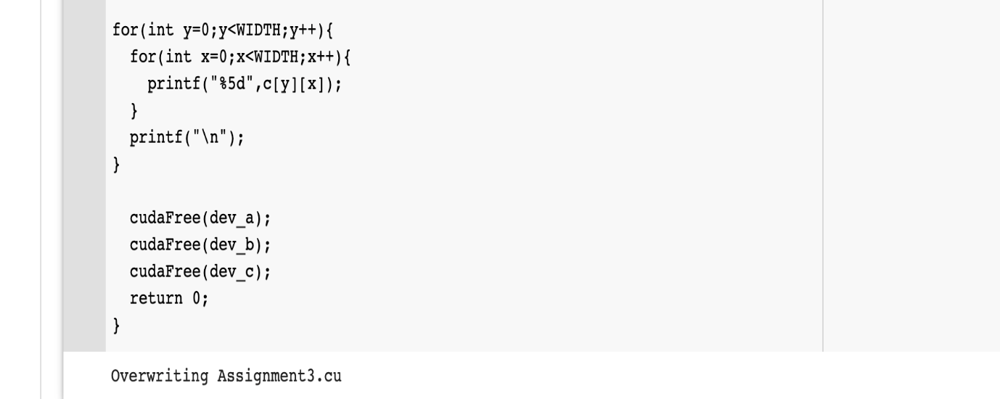 for(int y=0;y<WIDTH;y++){
  for(int x=0;x<WIDTH;x++){
    printf("%5d",c[y][x]);
  }
  printf("\n");
}
  cudaFree(dev_a);
  cudaFree(dev_b);
  cudaFree(dev_c);
  return 0;
}
Overwriting Assignment3.cu